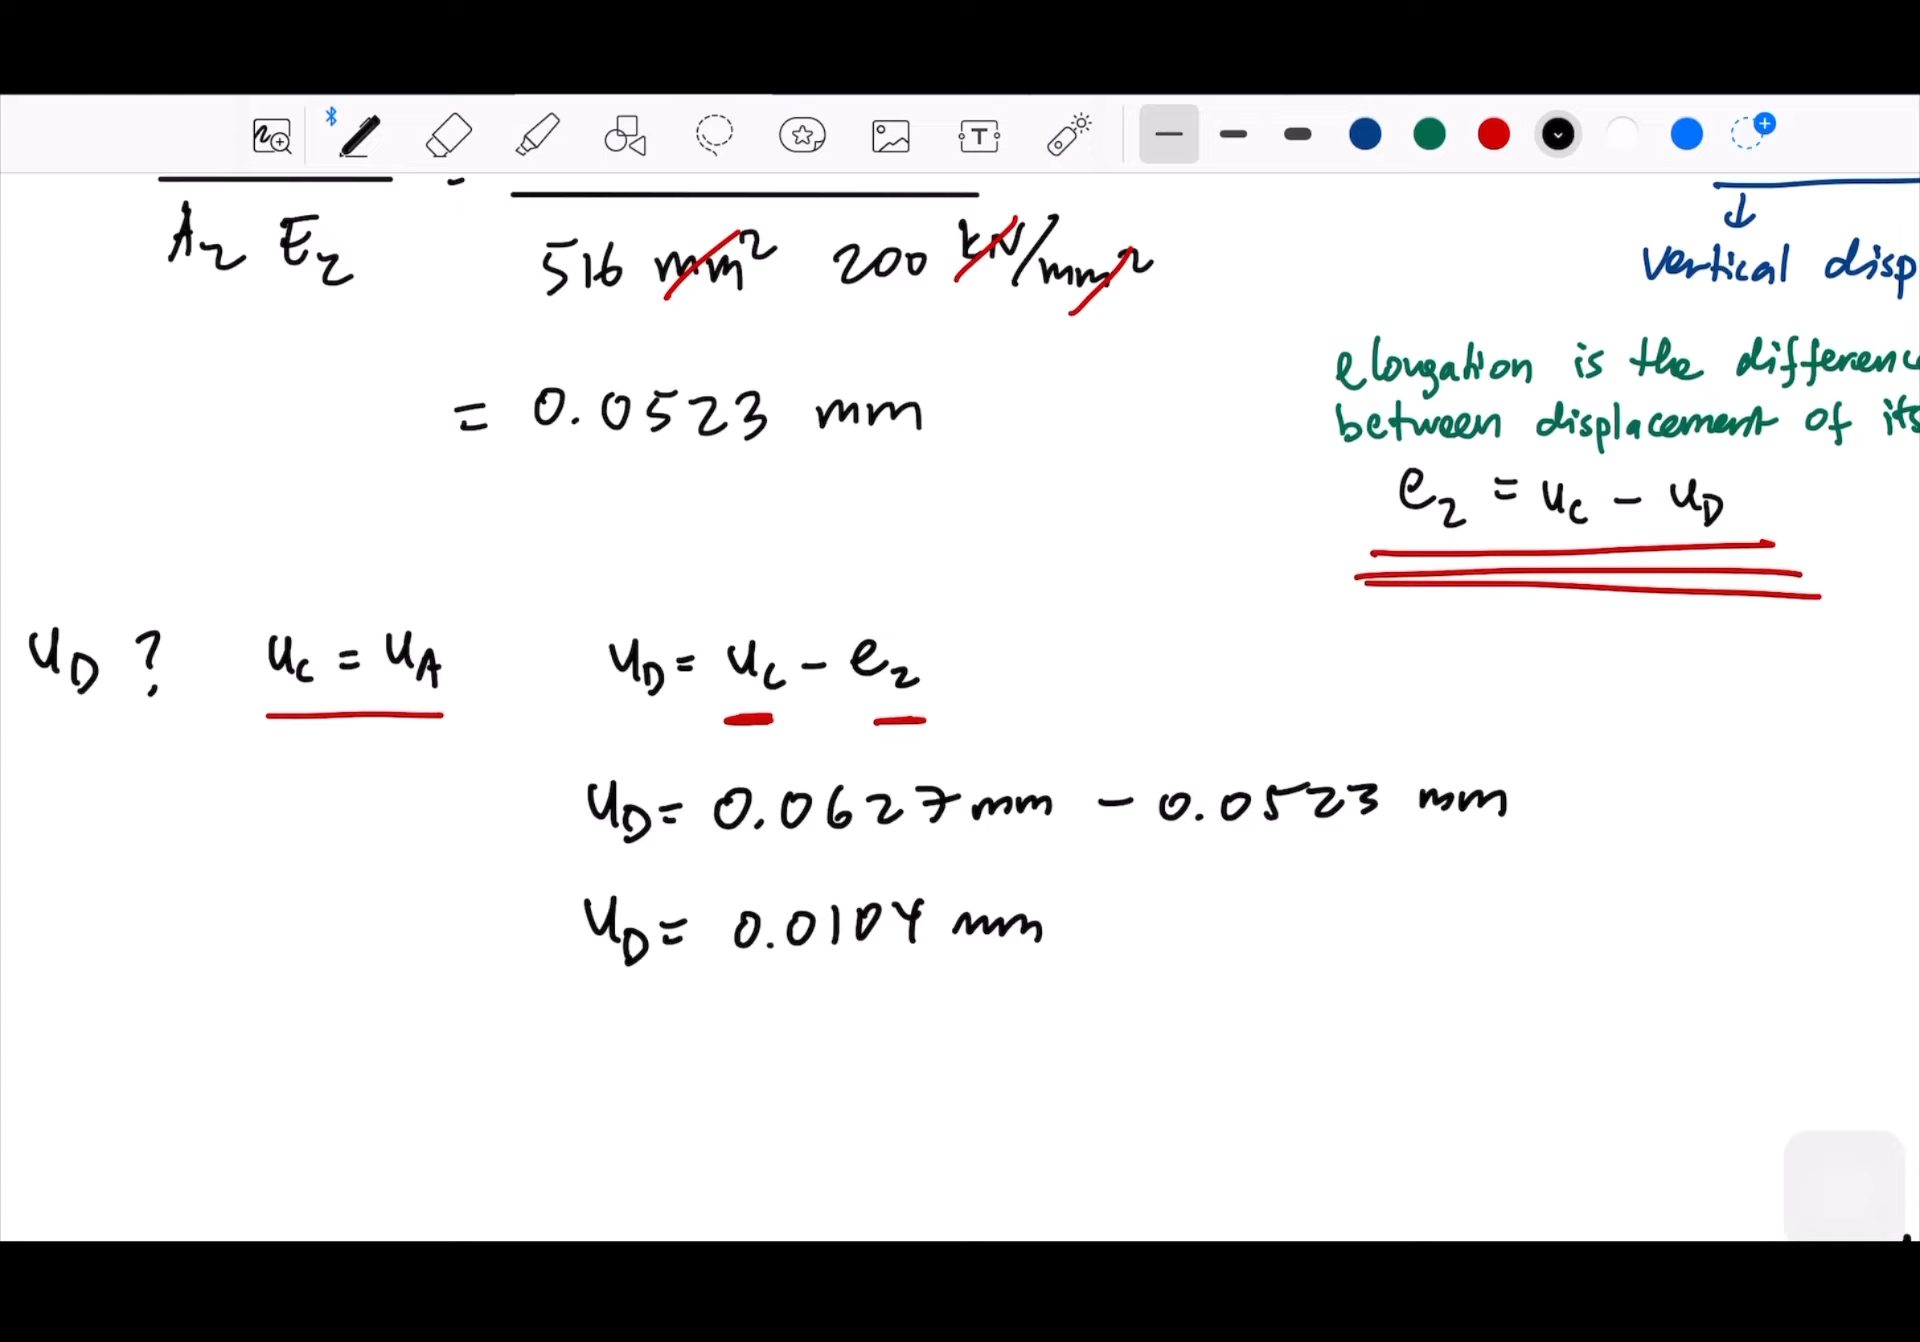 A₂ E₂
516 mm² 200 kN/mm²
= 0.0523 mm
vertical disp
elongation is the differenc
between displacement of its
e₂ = u_C - u_D
u_D ? u_C = u_A u_D = u_C - e₂
u_D = 0.0627 mm - 0.0523 mm
u_D = 0.0104 mm